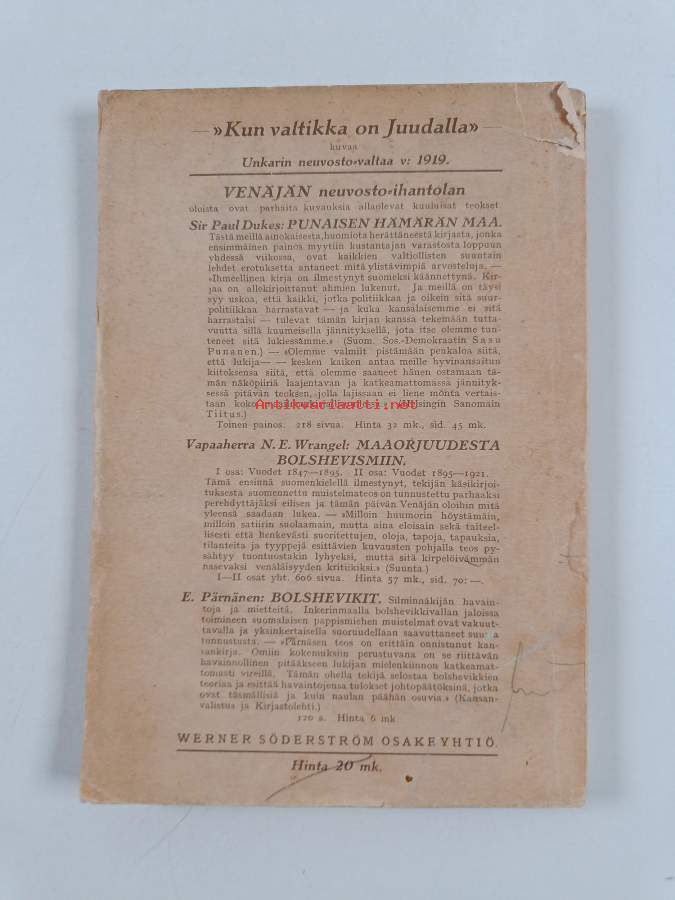 — »Kun valtikka on Juudalla» —
kuvaa
Unkarin neuvosto-valtaa v: 1919.
VENÄJÄN neuvosto-ihantolan
oloista ovat parhaita kuvauksia allaolevat kuuluisat teokset.
Sir Paul Dukes: PUNAISEN HÄMÄRÄN MAA.
Tästä meillä ainokaisesta, huomiota herättäneestä kirjasta, jonka
ensimmäinen painos myytiin kustantajan varastosta loppuun
yhdessä viikossa, ovat kaikkien valtiollisten suuntain
lehdet erotuksetta antaneet mitä ylistävimpiä arvosteluja. —
»Ihmeellinen kirja on ilmestynyt suomeksi käännettynä. Kir-
jaa on allekirjoittanut ahmien lukenut. Ja meillä on täysi
syy uskoa, että kaikki, jotka politiikkaa ja oikein sitä suur-
politiikkaa harrastavat — ja kuka kansalaisemme ei sitä
harrastaisi — tulevat tämän kirjan kanssa tekemään tutta-
vuutta sillä kuumeisella jännityksellä, jota itse olemme tun-
teneet sitä lukiessämme.» (Suom. Sos.-Demokraatin Sasu
Punanen.) — »Olemme valmiit pistämään peukaloa siitä,
että lukija — — kesken kaiken antaa meille hyvinansaitun
kiitoksensa siitä, että olemme saaneet hänen ostamaan tä-
män näköpiiriä laajentavan ja katkeamattomassa jännityk-
sessä pitävän teoksen, jolla lajissaan ei liene monta vertais-
taan koko Helsingin Sanomain
Antikvariaatti.net
Tiitus.)
Toinen painos. 218 sivua. Hinta 32 mk., sid. 45 mk.
Vapaaherra N. E. Wrangel: MAAORJUUDESTA
BOLSHEVISMIIN.
I osa: Vuodet 1847—1895. II osa: Vuodet 1895—1921.
Tämä ensinnä suomenkielellä ilmestynyt, tekijän käsikirjoi-
tuksesta suomennettu muistelmateos on tunnustettu parhaaksi
perehdyttäjäksi eilisen ja tämän päivän Venäjän oloihin mitä
yleensä saadaan lukea. — »Milloin huumorin höystämäin,
milloin satiirin suolaamain, mutta aina eloisain sekä taiteel-
lisesti että henkevästi suoritettujen, oloja, tapoja, tapauksia,
tilanteita ja tyyppejä esittävien kuvausten pohjalla teos py-
sähtyy tuontuostakin lyhyeksi, mutta sitä kirpelöivämmän
nasevaksi venäläisyyden kritiikiksi.» (Suunta.)
I—II osat yht. 606 sivua. Hinta 57 mk., sid. 70: —.
E. Pärnänen: BOLSHEVIKIT. Silminnäkijän havain-
toja ja mietteitä. Inkerinmaalla bolshevikkivallan jaloissa
toimineen suomalaisen pappismiehen muistelmat ovat vakuut-
tavalla ja yksinkertaisella suoruudellaan saavuttaneet suurta
tunnustusta. — »Pärnäsen teos on erittäin onnistunut kan-
sankirja. Omiin kokemuksiin perustuvana on se riittävän
havainnollinen pitääkseen lukijan mielenkiinnon katkeamat-
tomasti vireillä. Tämän ohella tekijä selostaa bolshevikkien
teoriaa ja esittää havaintojensa tulokset johtopäätöksinä, jotka
ovat täsmällisiä ja kuin naulan päähän osuvia.» (Kansan-
valistus ja Kirjastolehti.)
120 s. Hinta 6 mk
WERNER SÖDERSTRÖM OSAKEYHTIÖ
Hinta 20 mk.